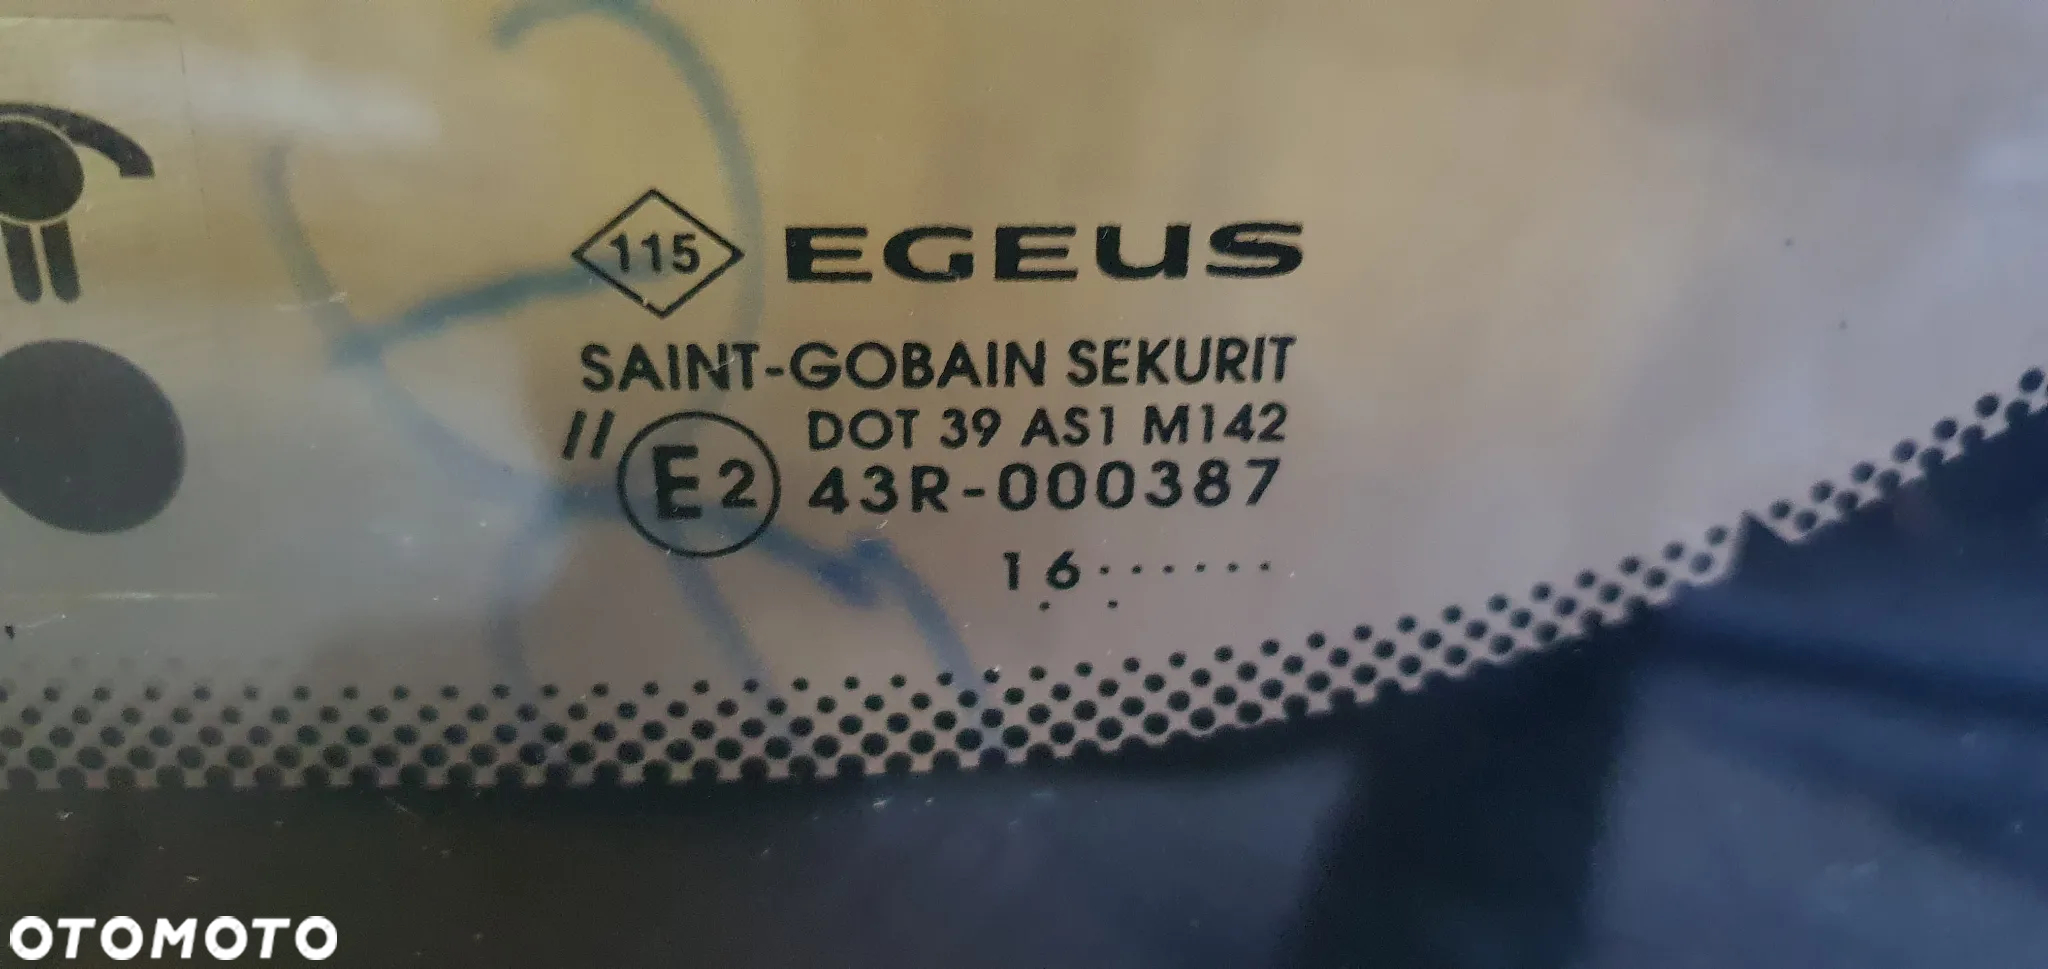 115 EGEUS
SAINT-GOBAIN SEKURIT
// E2 DOT 39 AS1 M142
43R-000387
16.......
OTOMOTO